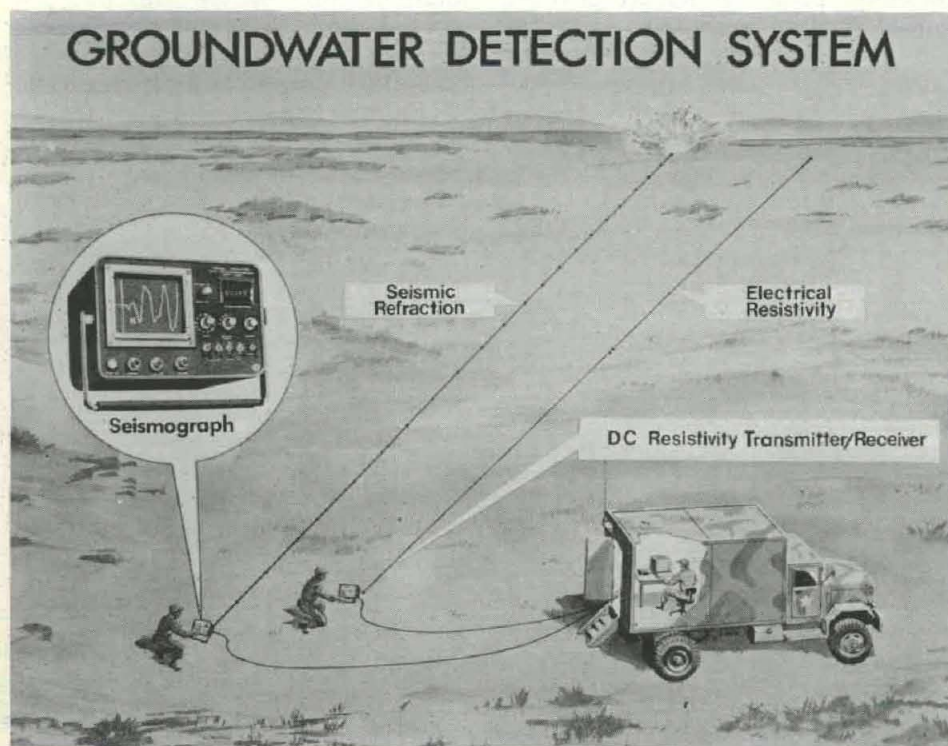 GROUNDWATER DETECTION SYSTEM
Seismic
Refraction
Electrical
Resistivity
Seismograph
DC Resistivity Transmitter/Receiver